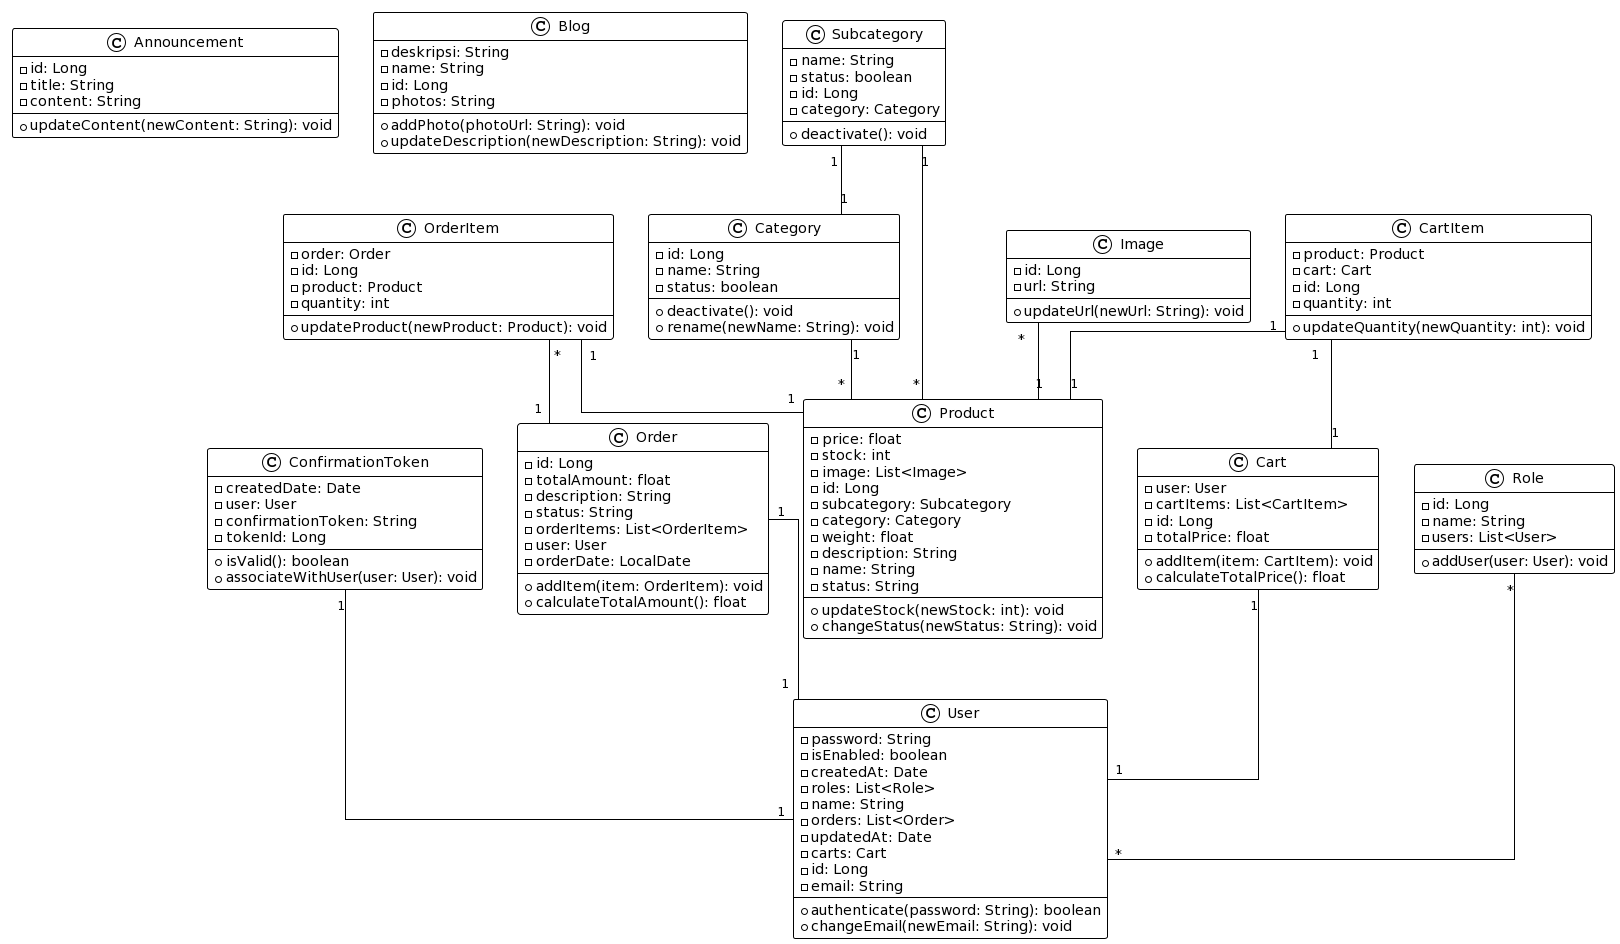 C Announcement
id: Long
title: String
content: String
updateContent(newContent: String): void
C Blog
deskripsi: String
name: String
id: Long
photos: String
addPhoto(photoUrl: String): void
updateDescription(newDescription: String): void
C Subcategory
name: String
status: boolean
id: Long
category: Category
deactivate(): void
1
1
1
C OrderItem
order: Order
id: Long
product: Product
quantity: int
updateProduct(newProduct: Product): void
C Category
id: Long
name: String
status: boolean
deactivate(): void
rename(newName: String): void
C Image
id: Long
url: String
updateUrl(newUrl: String): void
C CartItem
product: Product
cart: Cart
id: Long
quantity: int
updateQuantity(newQuantity: int): void
*
1
1
*
1
1
1
1
*
*
1
1
1
C ConfirmationToken
createdDate: Date
user: User
confirmationToken: String
tokenId: Long
isValid(): boolean
associateWithUser(user: User): void
C Order
id: Long
totalAmount: float
description: String
status: String
orderItems: List<OrderItem>
user: User
orderDate: LocalDate
addItem(item: OrderItem): void
calculateTotalAmount(): float
C Product
price: float
stock: int
image: List<Image>
id: Long
subcategory: Subcategory
category: Category
weight: float
description: String
name: String
status: String
updateStock(newStock: int): void
changeStatus(newStatus: String): void
C Cart
user: User
cartItems: List<CartItem>
id: Long
totalPrice: float
addItem(item: CartItem): void
calculateTotalPrice(): float
C Role
id: Long
name: String
users: List<User>
addUser(user: User): void
1
1
1
*
1
1
1
*
C User
password: String
isEnabled: boolean
createdAt: Date
roles: List<Role>
name: String
orders: List<Order>
updatedAt: Date
carts: Cart
id: Long
email: String
authenticate(password: String): boolean
changeEmail(newEmail: String): void